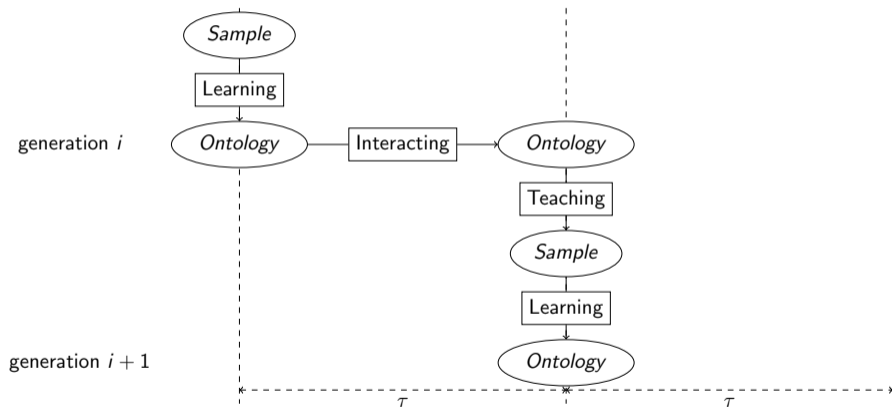 Sample
Learning
generation i
Ontology
Interacting
Ontology
Teaching
Sample
Learning
generation i + 1
Ontology
τ
τ